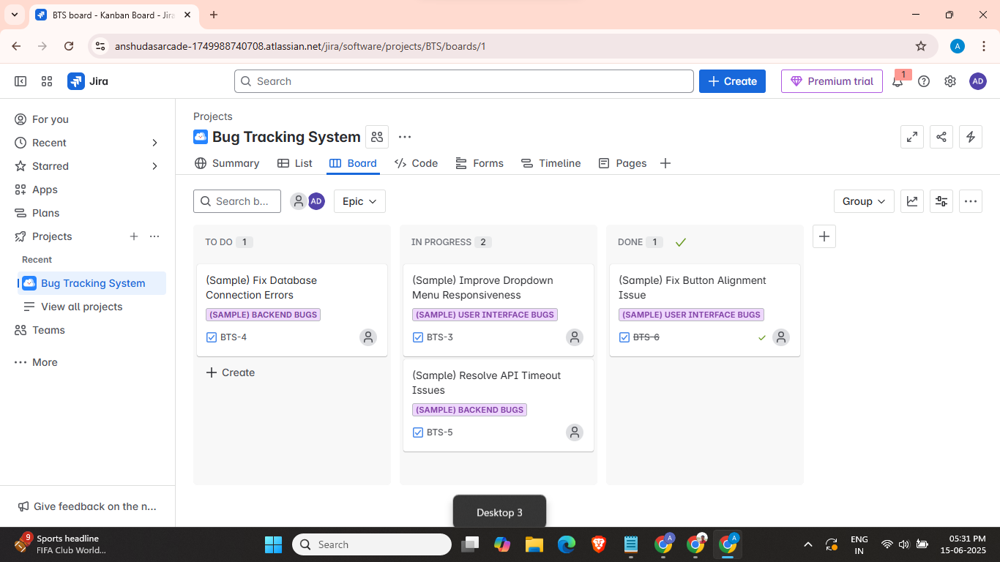 BTS board - Kanban Board - Jira
anshudasarcade-1749988740708.atlassian.net/jira/software/projects/BTS/boards/1
A
Jira
Search
Create
Premium trial
1
AD
For you
Recent
Starred
Apps
Plans
Projects
Recent
Bug Tracking System
View all projects
Teams
More
Give feedback on the n...
Projects
Bug Tracking System
Summary
List
Board
Code
Forms
Timeline
Pages
Search b...
AD
Epic
Group
TO DO 1
(Sample) Fix Database
Connection Errors
(SAMPLE) BACKEND BUGS
BTS-4
Create
IN PROGRESS 2
(Sample) Improve Dropdown
Menu Responsiveness
(SAMPLE) USER INTERFACE BUGS
BTS-3
(Sample) Resolve API Timeout
Issues
(SAMPLE) BACKEND BUGS
BTS-5
DONE 1
(Sample) Fix Button Alignment
Issue
(SAMPLE) USER INTERFACE BUGS
BTS-6
Desktop 3
9
Sports headline
FIFA Club World...
Search
A
A
ENG
IN
05:31 PM
15-06-2025